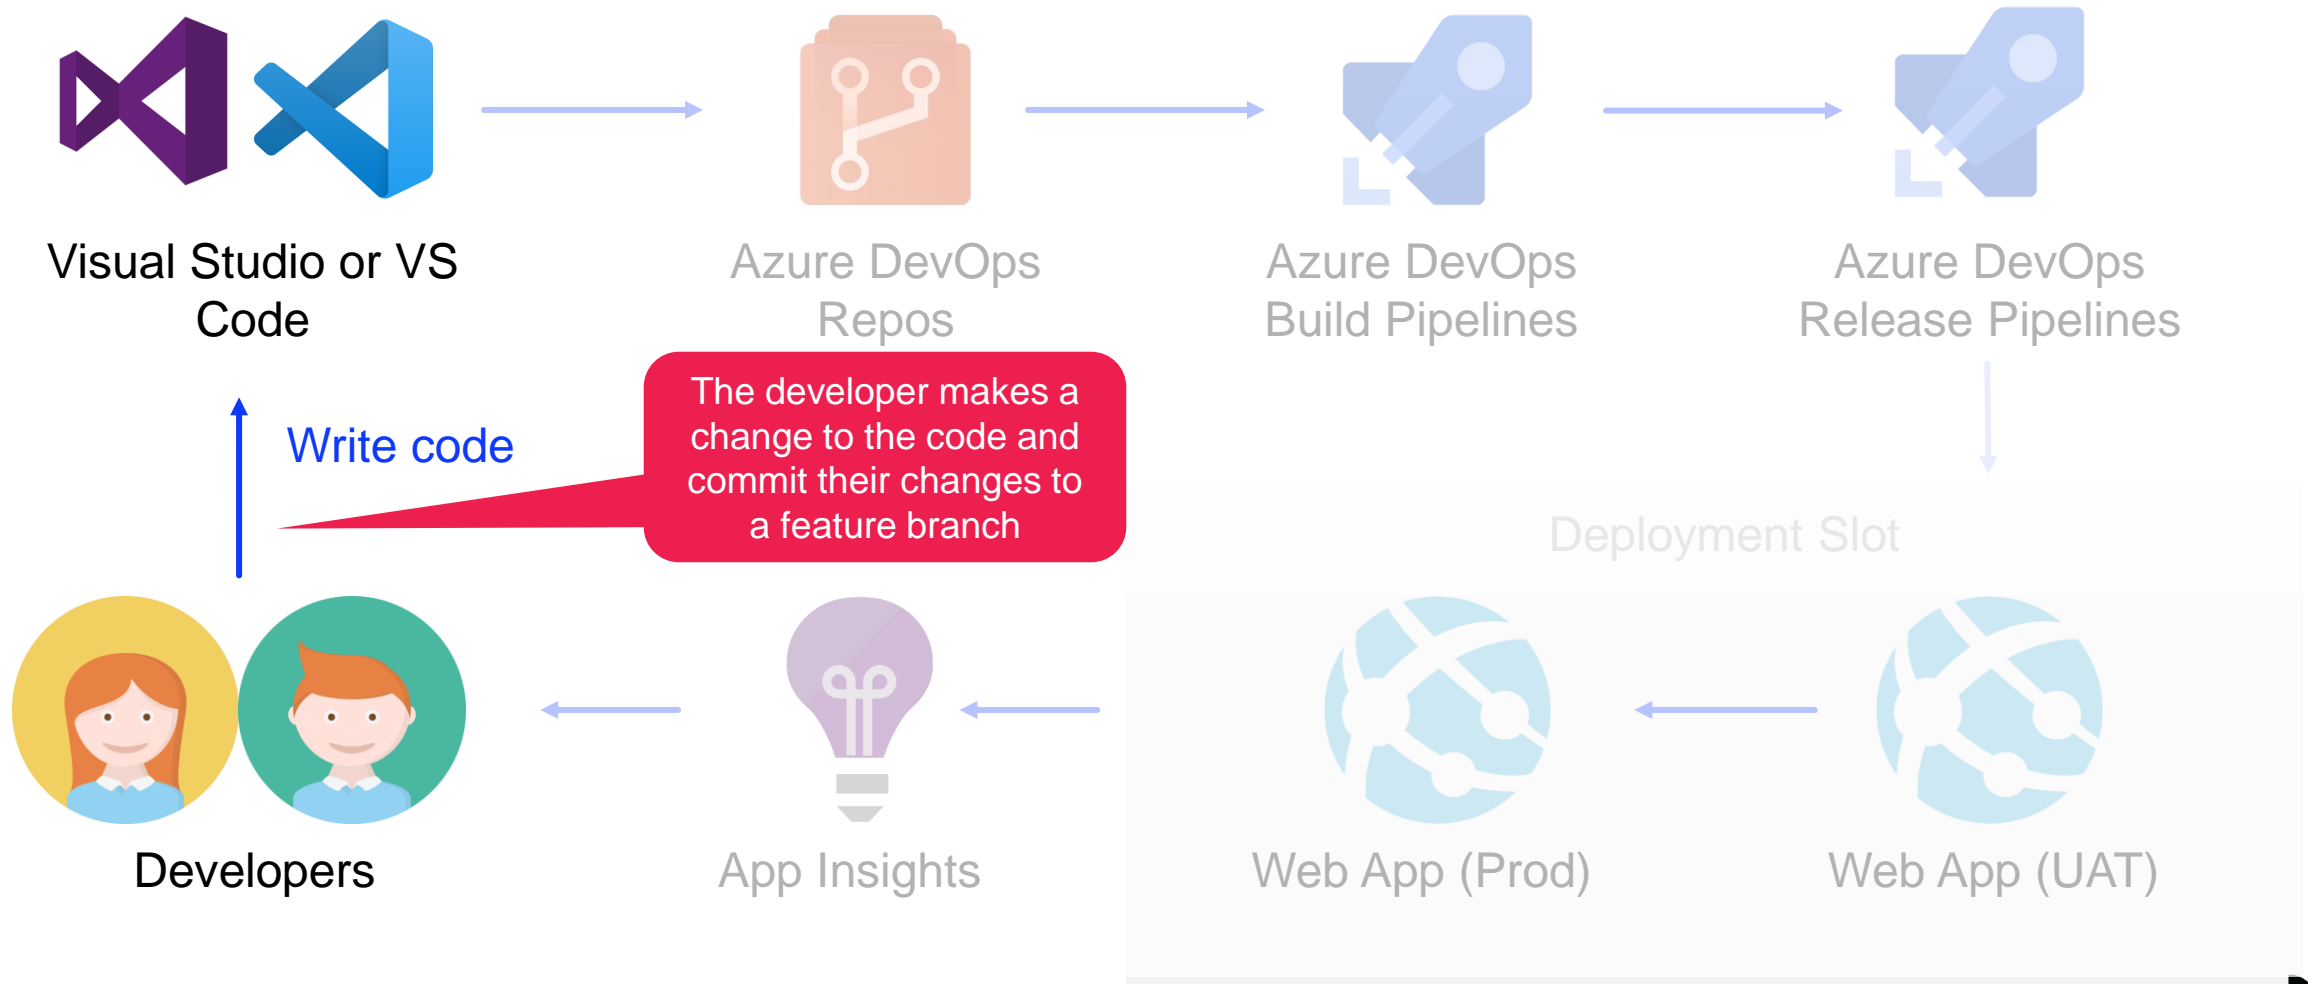 Visual Studio or VS
Code
Azure DevOps
Repos
Azure DevOps
Build Pipelines
Azure DevOps
Release Pipelines
Write code
The developer makes a
change to the code and
commit their changes to
a feature branch
Deployment Slot
Developers
App Insights
Web App (Prod)
Web App (UAT)